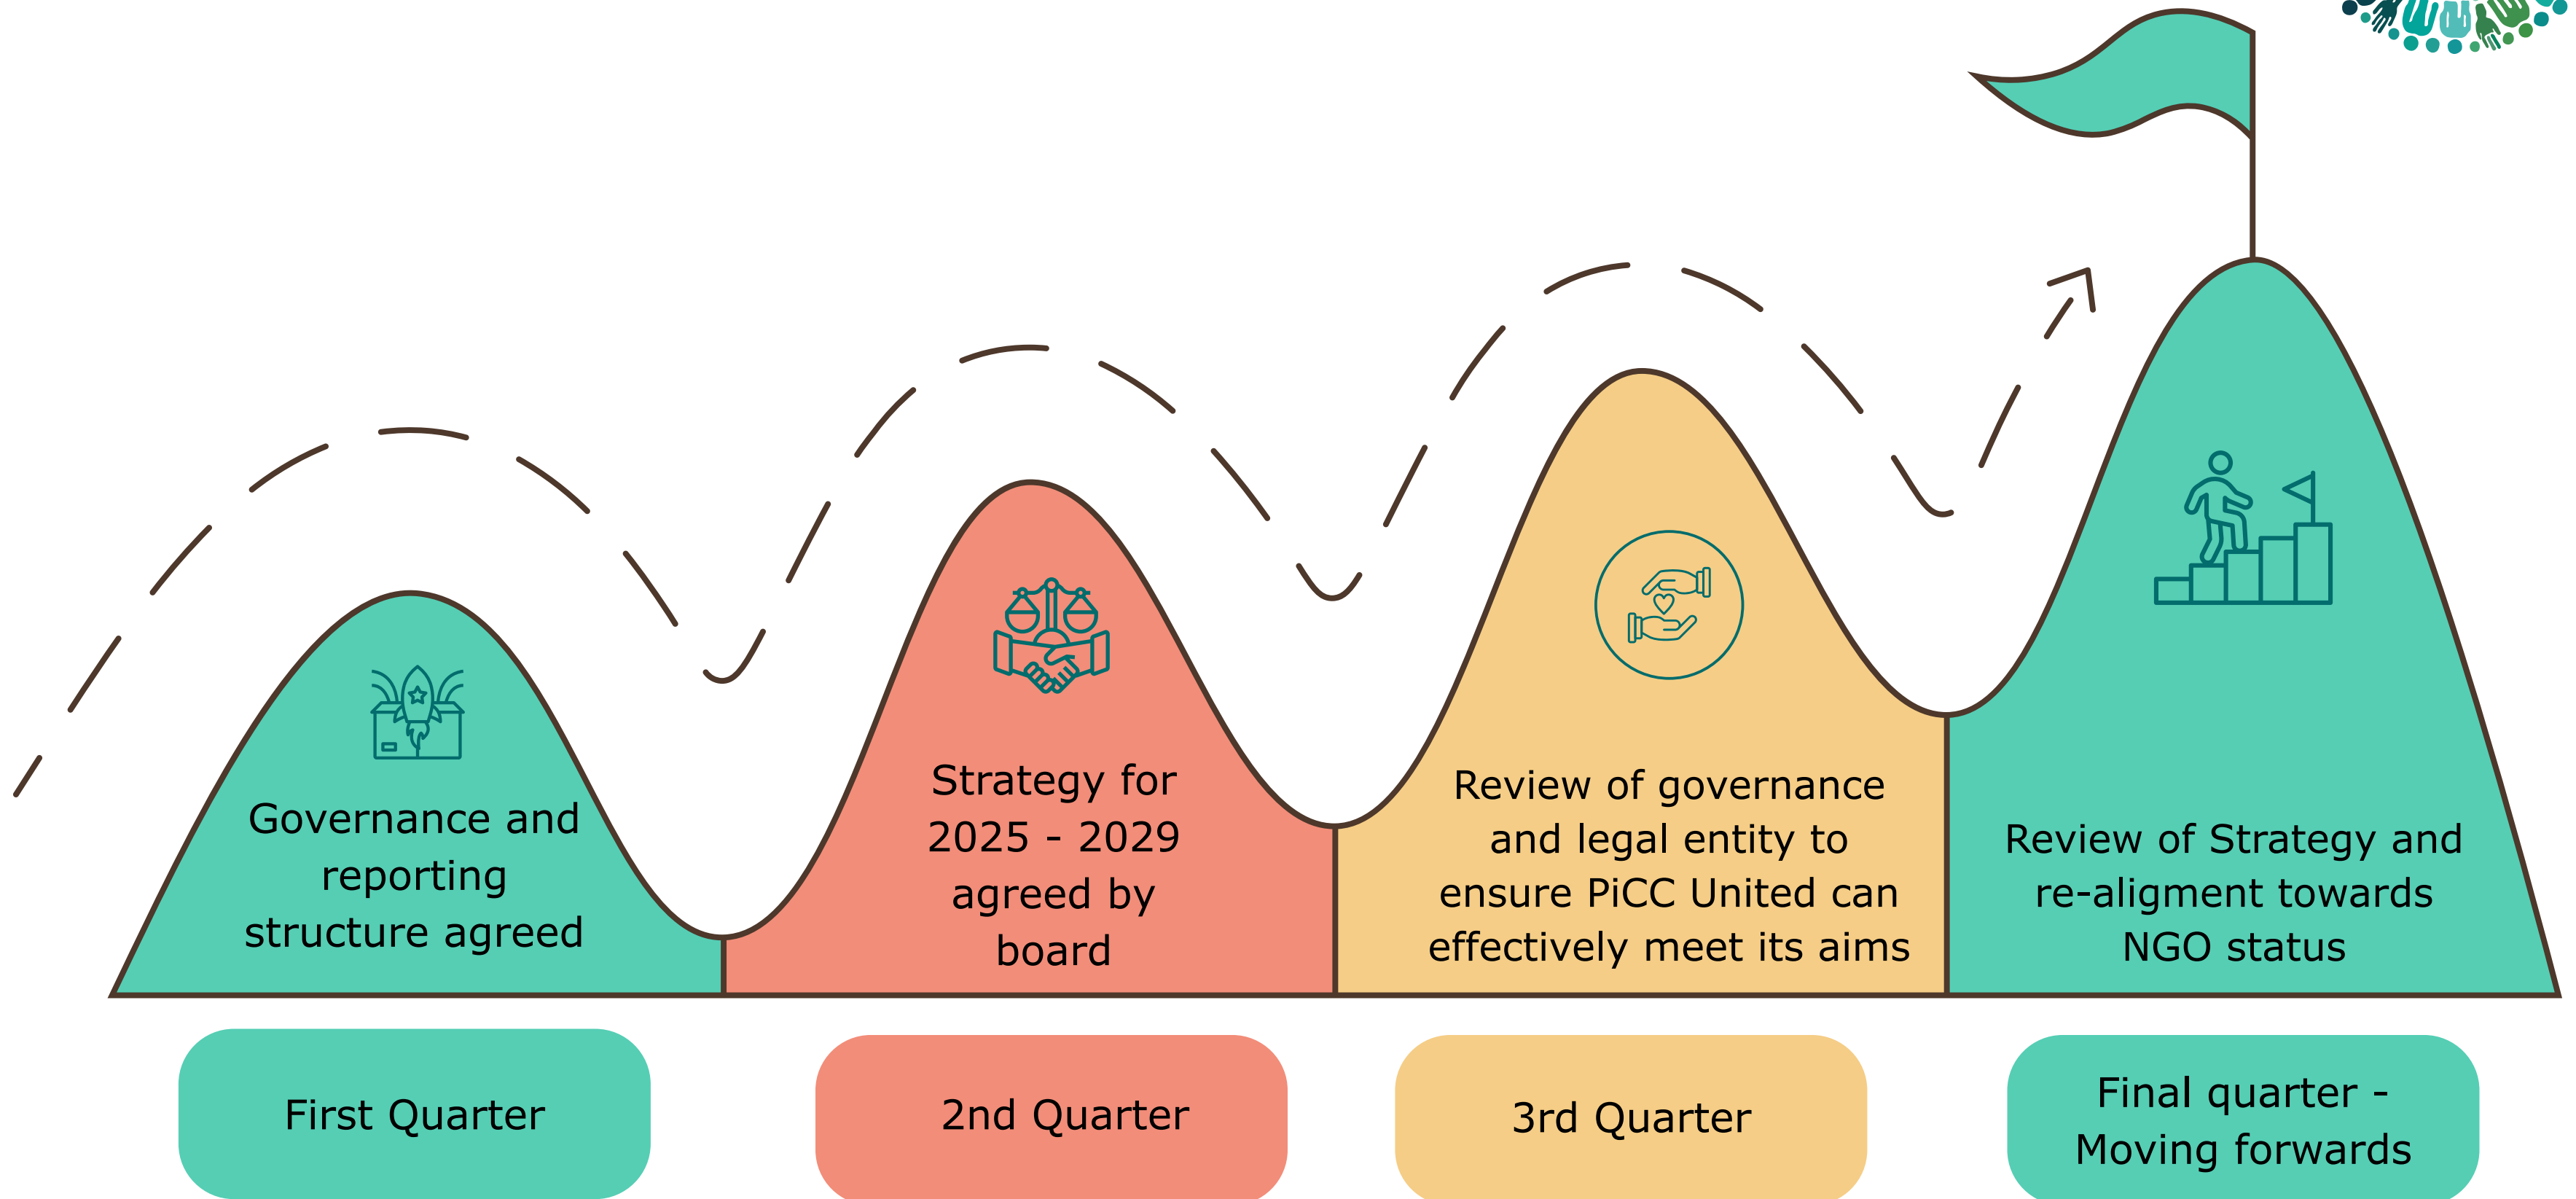 Governance and
reporting
structure agreed
Strategy for
2025 - 2029
agreed by
board
Review of governance
and legal entity to
ensure PiCC United can
effectively meet its aims
Review of Strategy and
re-aligment towards
NGO status
First Quarter
2nd Quarter
3rd Quarter
Final quarter -
Moving forwards